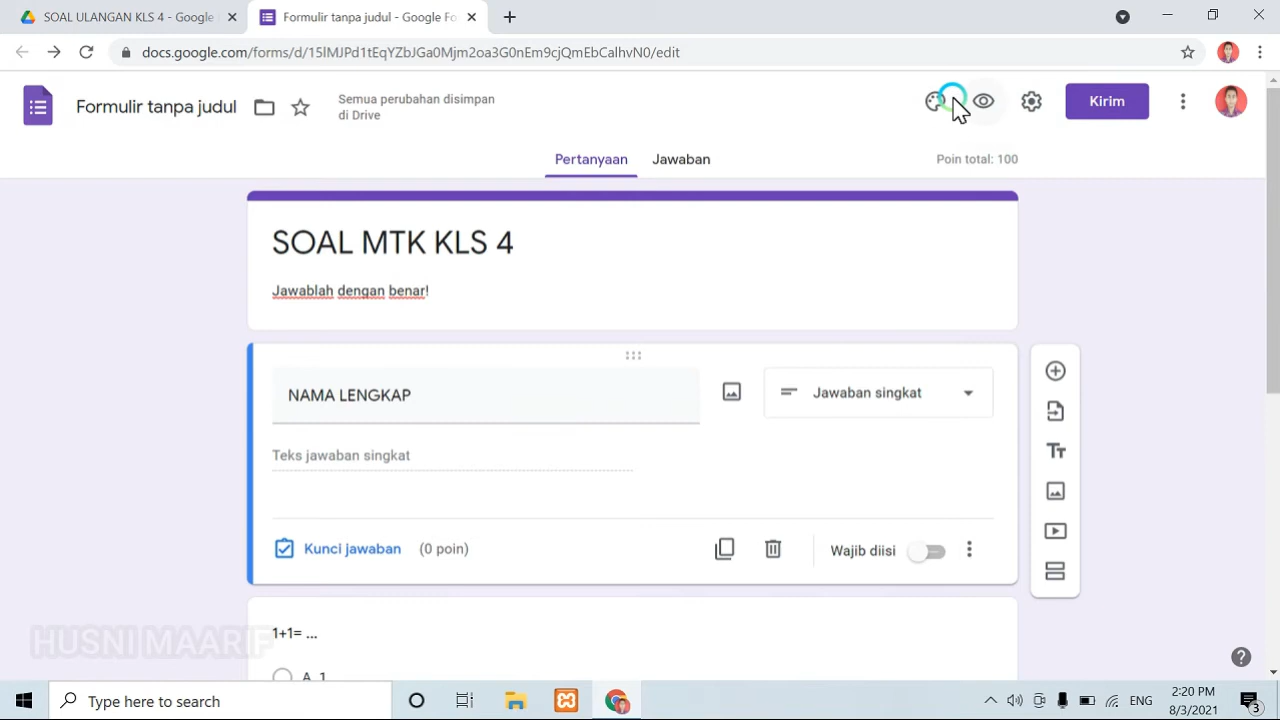 SOAL ULANGAN KLS 4 - Google
Formulir tanpa judul - Google Fo
docs.google.com/forms/d/15lMJPd1tEqYZbJGa0Mjm2oa3G0nEm9cjQmEbCalhvN0/edit
Formulir tanpa judul
Semua perubahan disimpan
di Drive
Kirim
Pertanyaan
Jawaban
Poin total: 100
SOAL MTK KLS 4
Jawablah dengan benar!
NAMA LENGKAP
Jawaban singkat
Teks jawaban singkat
Kunci jawaban
(0 poin)
Wajib diisi
1+1= ...
A. 1
HUSNI MAARIF
Type here to search
ENG
2:20 PM
8/3/2021
3